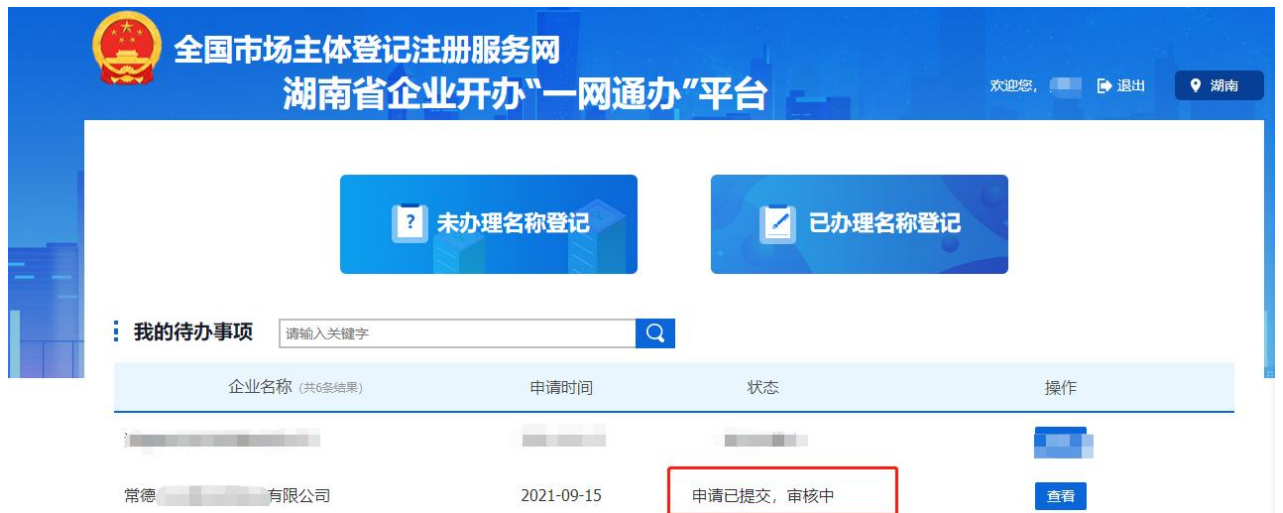 全国市场主体登记注册服务网
湖南省企业开办“一网通办”平台
欢迎您, 退出 湖南
未办理名称登记 已办理名称登记
我的待办事项 请输入关键字
企业名称 (共6条结果) 申请时间 状态 操作
常德 有限公司 2021-09-15 申请已提交，审核中 查看